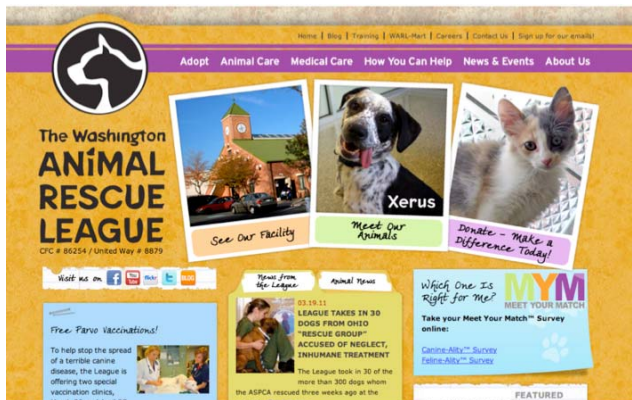 Home | Blog | Training | WARL-Mart | Careers | Contact Us | Sign up for our emails!
Adopt Animal Care Medical Care How You Can Help News & Events About Us
The Washington
ANiMAL
RESCUE
LEAGUE
CFC # 86254 / United Way # 8879
See Our Facility
Xerus
Meet Our
Animals
Donate - Make a
Difference Today!
Visit us on f You Tube flickr t BLOG
Free Parvo Vaccinations!
To help stop the spread
of a terrible canine
disease, the League is
offering two special
vaccination clinics,
News from
the League
Animal News
03.19.11
LEAGUE TAKES IN 30
DOGS FROM OHIO
"RESCUE GROUP"
ACCUSED OF NEGLECT,
INHUMANE TREATMENT
The League took in 30 of the
more than 300 dogs whom
the ASPCA rescued three weeks ago at the
Which One Is
Right for Me?
MYM
MEET YOUR MATCH
Take your Meet Your Match™ Survey
online:
Canine-Ality™ Survey
Feline-Ality™ Survey
FEATURED